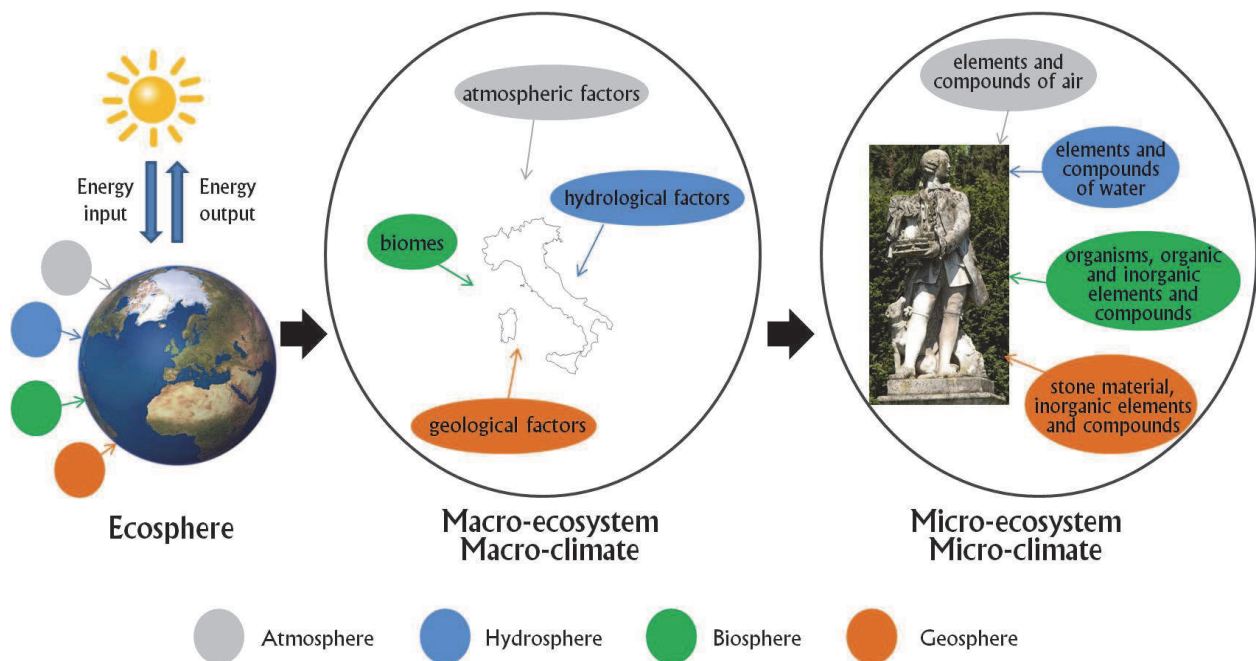 Energy
input
Energy
output
Ecosphere
atmospheric factors
hydrological factors
biomes
geological factors
Macro-ecosystem
Macro-climate
elements and
compounds of air
elements and
compounds
of water
organisms, organic
and inorganic
elements and
compounds
stone material,
inorganic elements
and compounds
Micro-ecosystem
Micro-climate
Atmosphere
Hydrosphere
Biosphere
Geosphere